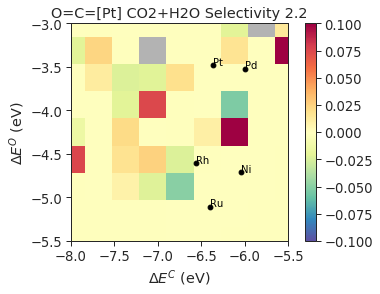 O=C=[Pt] CO2+H2O Selectivity 2.2
−3.0
−3.5
−4.0
−4.5
−5.0
−5.5
ΔE^O (eV)
Pt
Pd
Rh
Ni
Ru
−8.0 −7.5 −7.0 −6.5 −6.0 −5.5
ΔE^C (eV)
0.100
0.075
0.050
0.025
0.000
−0.025
−0.050
−0.075
−0.100